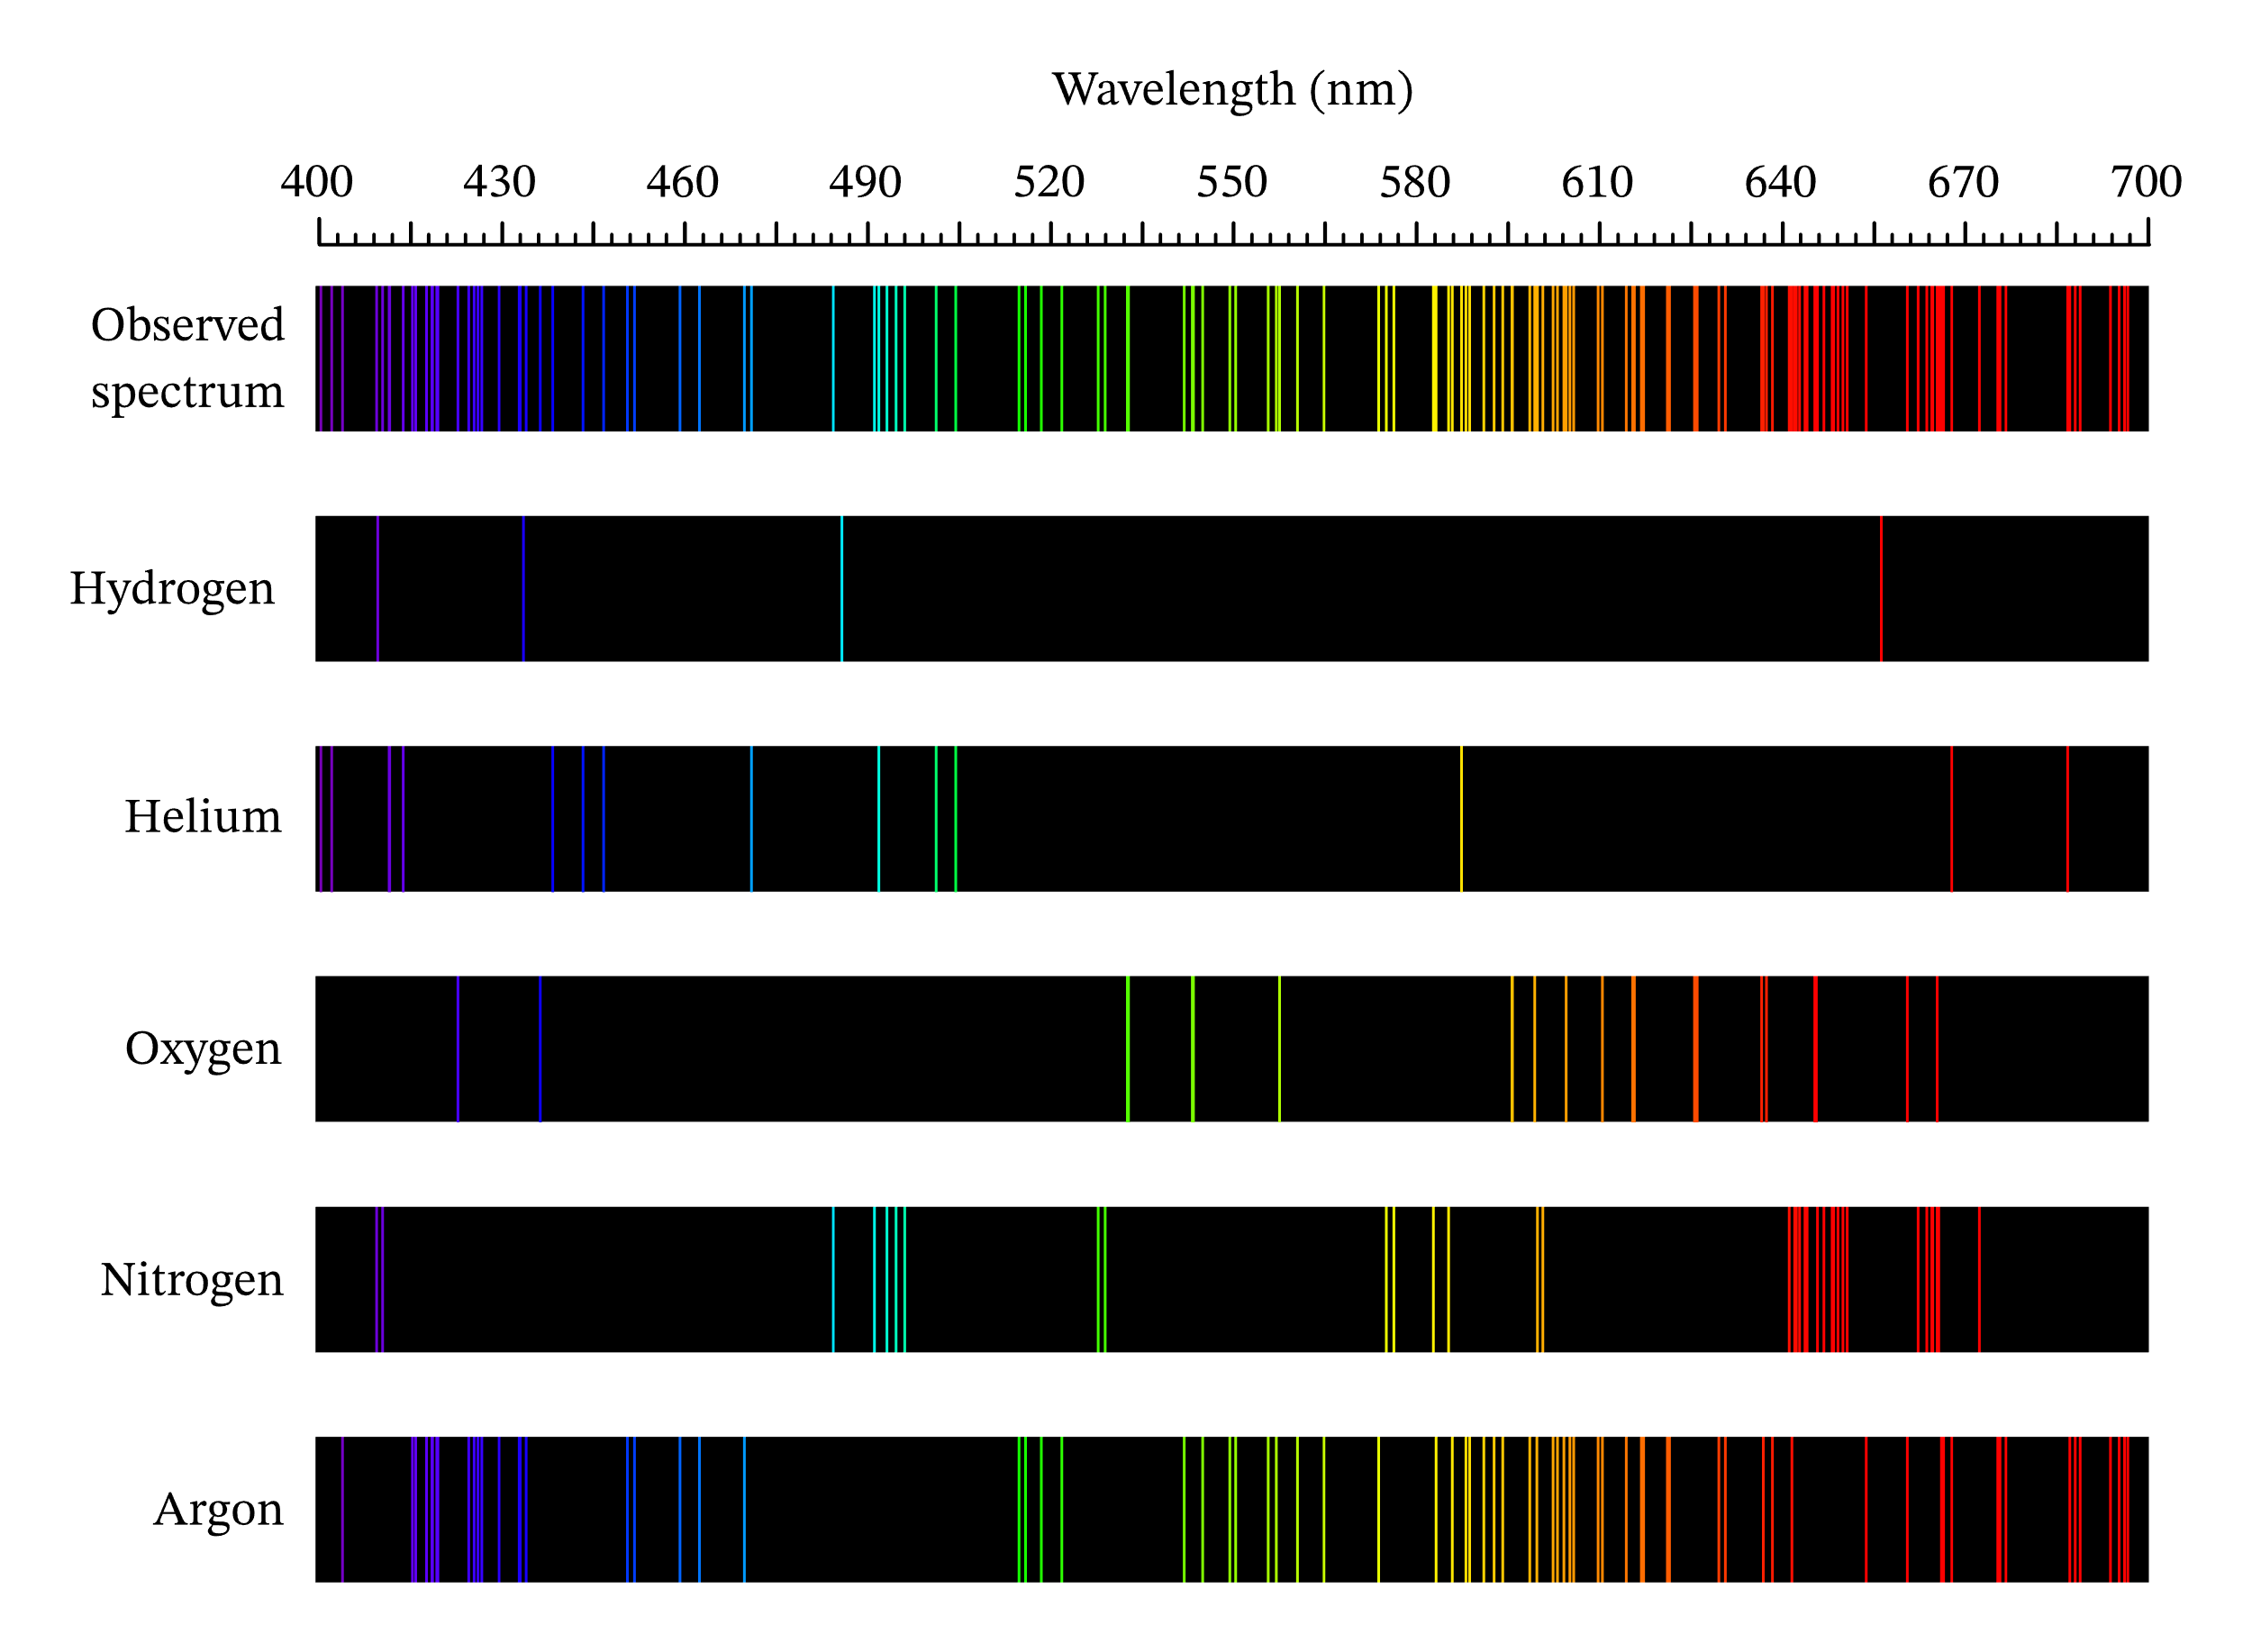 Wavelength (nm)
400 430 460 490 520 550 580 610 640 670 700
Observed
spectrum
Hydrogen
Helium
Oxygen
Nitrogen
Argon